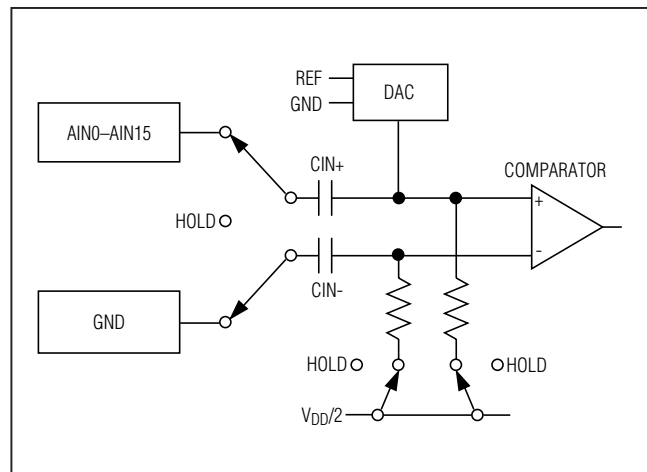 REF
GND
DAC
AIN0–AIN15
CIN+
COMPARATOR
+
HOLD
-
CIN-
GND
HOLD
HOLD
VDD/2